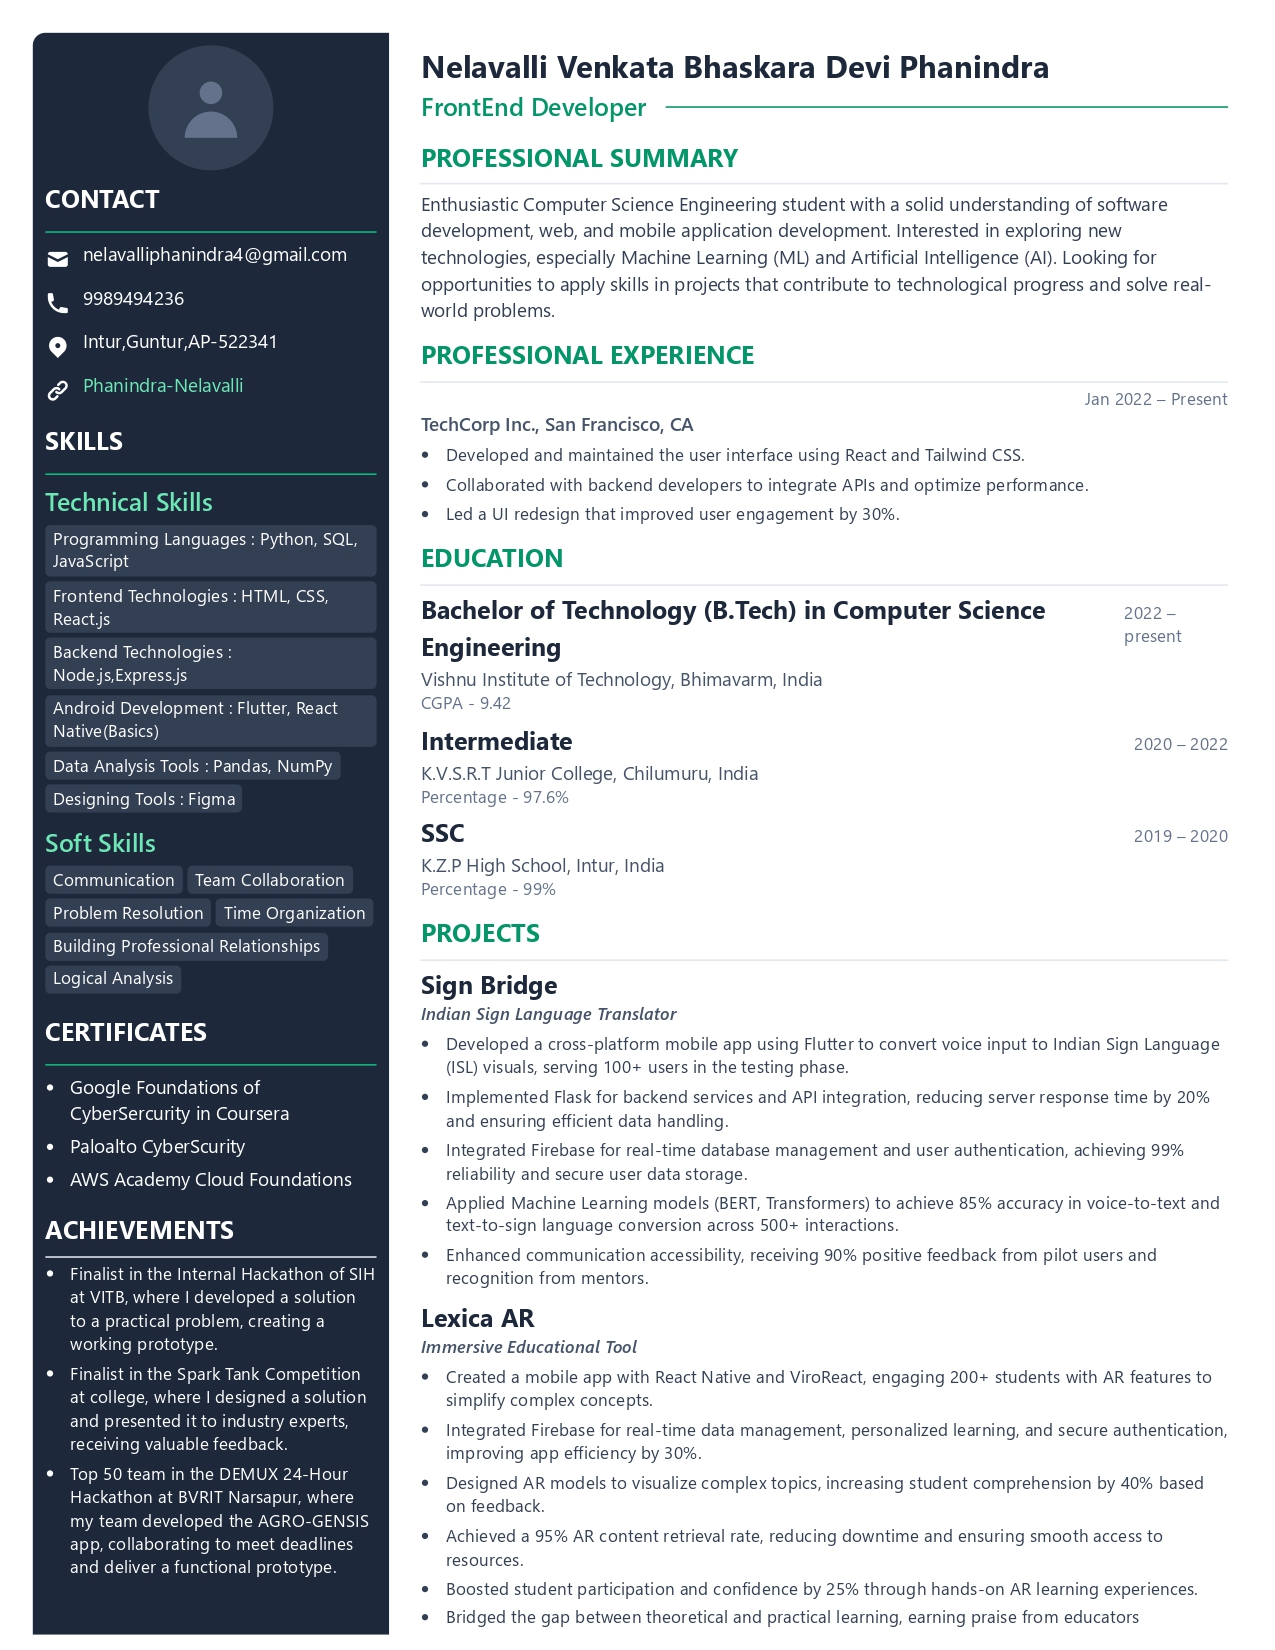 CONTACT
nelavalliphanindra4@gmail.com
9989494236
Intur,Guntur,AP-522341
Phanindra-Nelavalli
SKILLS
Technical Skills
Programming Languages : Python, SQL,
JavaScript
Frontend Technologies : HTML, CSS,
React.js
Backend Technologies :
Node.js,Express.js
Android Development : Flutter, React
Native(Basics)
Data Analysis Tools : Pandas, NumPy
Designing Tools : Figma
Soft Skills
Communication Team Collaboration
Problem Resolution Time Organization
Building Professional Relationships
Logical Analysis
CERTIFICATES
• Google Foundations of
CyberSercurity in Coursera
• Paloalto CyberScurity
• AWS Academy Cloud Foundations
ACHIEVEMENTS
• Finalist in the Internal Hackathon of SIH
at VITB, where I developed a solution
to a practical problem, creating a
working prototype.
• Finalist in the Spark Tank Competition
at college, where I designed a solution
and presented it to industry experts,
receiving valuable feedback.
• Top 50 team in the DEMUX 24-Hour
Hackathon at BVRIT Narsapur, where
my team developed the AGRO-GENSIS
app, collaborating to meet deadlines
and deliver a functional prototype.
Nelavalli Venkata Bhaskara Devi Phanindra
FrontEnd Developer
PROFESSIONAL SUMMARY
Enthusiastic Computer Science Engineering student with a solid understanding of software
development, web, and mobile application development. Interested in exploring new
technologies, especially Machine Learning (ML) and Artificial Intelligence (AI). Looking for
opportunities to apply skills in projects that contribute to technological progress and solve real-
world problems.
PROFESSIONAL EXPERIENCE
Jan 2022 – Present
TechCorp Inc., San Francisco, CA
• Developed and maintained the user interface using React and Tailwind CSS.
• Collaborated with backend developers to integrate APIs and optimize performance.
• Led a UI redesign that improved user engagement by 30%.
EDUCATION
Bachelor of Technology (B.Tech) in Computer Science 2022 –
Engineering present
Vishnu Institute of Technology, Bhimavarm, India
CGPA - 9.42
Intermediate 2020 – 2022
K.V.S.R.T Junior College, Chilumuru, India
Percentage - 97.6%
SSC 2019 – 2020
K.Z.P High School, Intur, India
Percentage - 99%
PROJECTS
Sign Bridge
Indian Sign Language Translator
• Developed a cross-platform mobile app using Flutter to convert voice input to Indian Sign Language
(ISL) visuals, serving 100+ users in the testing phase.
• Implemented Flask for backend services and API integration, reducing server response time by 20%
and ensuring efficient data handling.
• Integrated Firebase for real-time database management and user authentication, achieving 99%
reliability and secure user data storage.
• Applied Machine Learning models (BERT, Transformers) to achieve 85% accuracy in voice-to-text and
text-to-sign language conversion across 500+ interactions.
• Enhanced communication accessibility, receiving 90% positive feedback from pilot users and
recognition from mentors.
Lexica AR
Immersive Educational Tool
• Created a mobile app with React Native and ViroReact, engaging 200+ students with AR features to
simplify complex concepts.
• Integrated Firebase for real-time data management, personalized learning, and secure authentication,
improving app efficiency by 30%.
• Designed AR models to visualize complex topics, increasing student comprehension by 40% based
on feedback.
• Achieved a 95% AR content retrieval rate, reducing downtime and ensuring smooth access to
resources.
• Boosted student participation and confidence by 25% through hands-on AR learning experiences.
• Bridged the gap between theoretical and practical learning, earning praise from educators